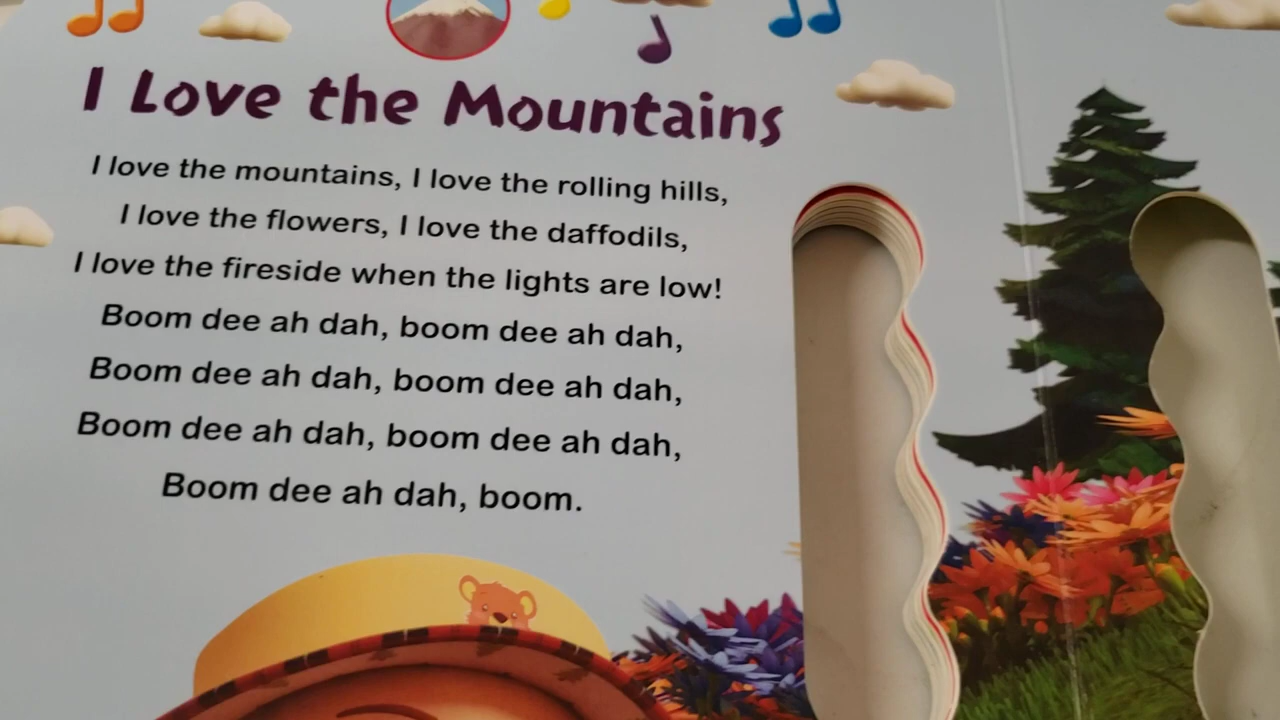 I Love the Mountains
I love the mountains, I love the rolling hills,
I love the flowers, I love the daffodils,
I love the fireside when the lights are low!
Boom dee ah dah, boom dee ah dah,
Boom dee ah dah, boom dee ah dah,
Boom dee ah dah, boom dee ah dah,
Boom dee ah dah, boom.